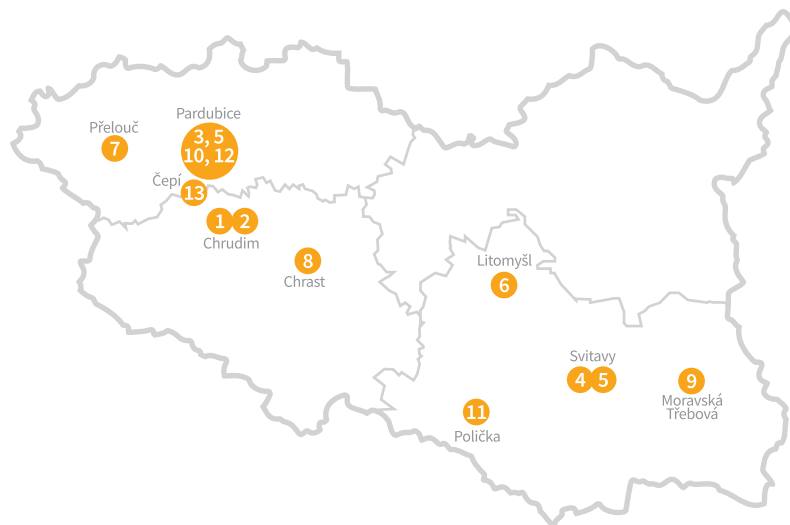 Pardubice
3, 5
10, 12
Přelouč
7
Čepí
13
1 2
Chrudim
8
Chrast
Litomyšl
6
Svitavy
4 5
9
Moravská
Třebová
11
Polička